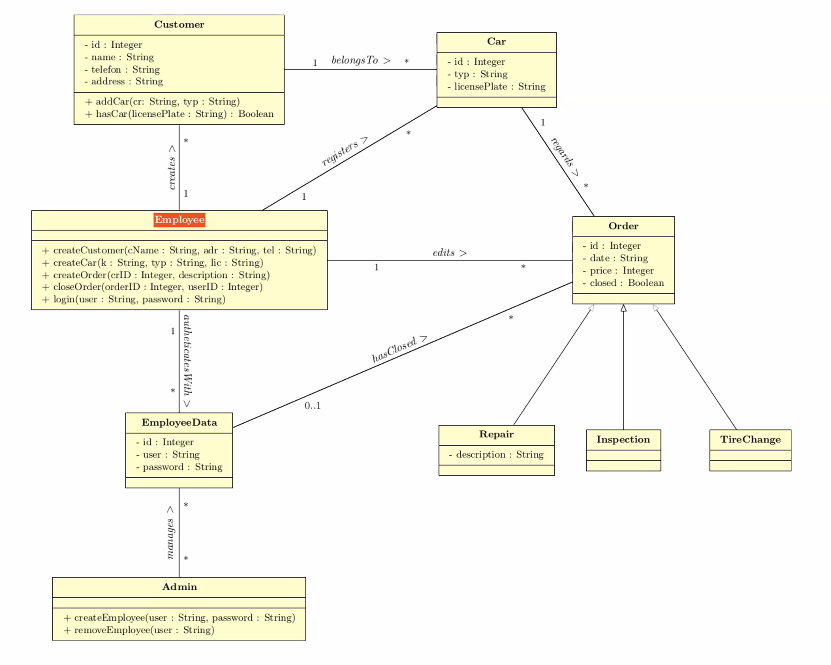 Customer
- id : Integer
- name : String
- telefon : String
- address : String
+ addCar(cr: String, typ : String)
+ hasCar(licensePlate : String) : Boolean
1 belongsTo > *
Car
- id : Integer
- typ : String
- licensePlate : String
creates >
*
1
registers >
1
*
regards >
1
*
Employee
+ createCustomer(cName : String, adr : String, tel : String)
+ createCar(k : String, typ : String, lic : String)
+ createOrder(crID : Integer, description : String)
+ closeOrder(orderID : Integer, userID : Integer)
+ login(user : String, password : String)
edits >
1
*
Order
- id : Integer
- date : String
- price : Integer
- closed : Boolean
autheticatesWith >
1
*
hasClosed >
0..1
*
EmployeeData
- id : Integer
- user : String
- password : String
Repair
- description : String
Inspection
TireChange
manages >
*
*
Admin
+ createEmployee(user : String, password : String)
+ removeEmployee(user : String)